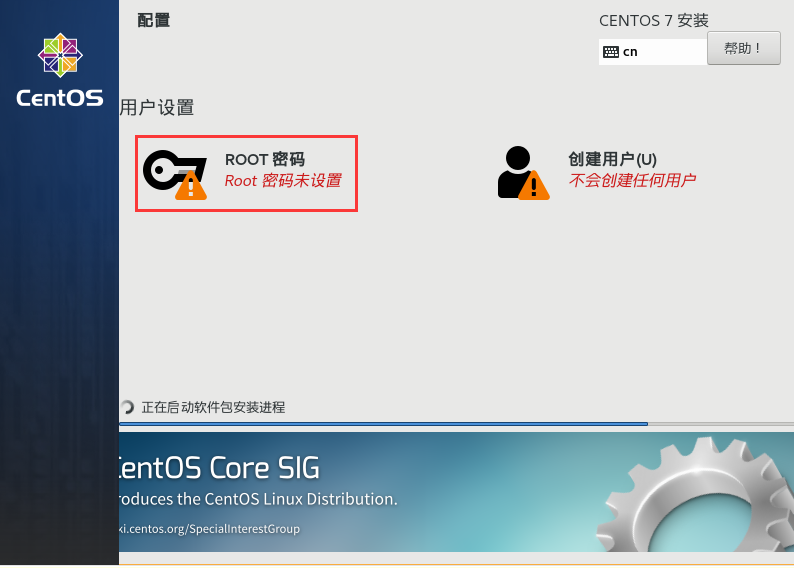 配置
CENTOS 7 安装
cn
帮助！
CentOS
用户设置
ROOT 密码
Root 密码未设置
创建用户(U)
不会创建任何用户
正在启动软件包安装进程
CentOS Core SIG
roduces the CentOS Linux Distribution.
ki.centos.org/SpecialInterestGroup